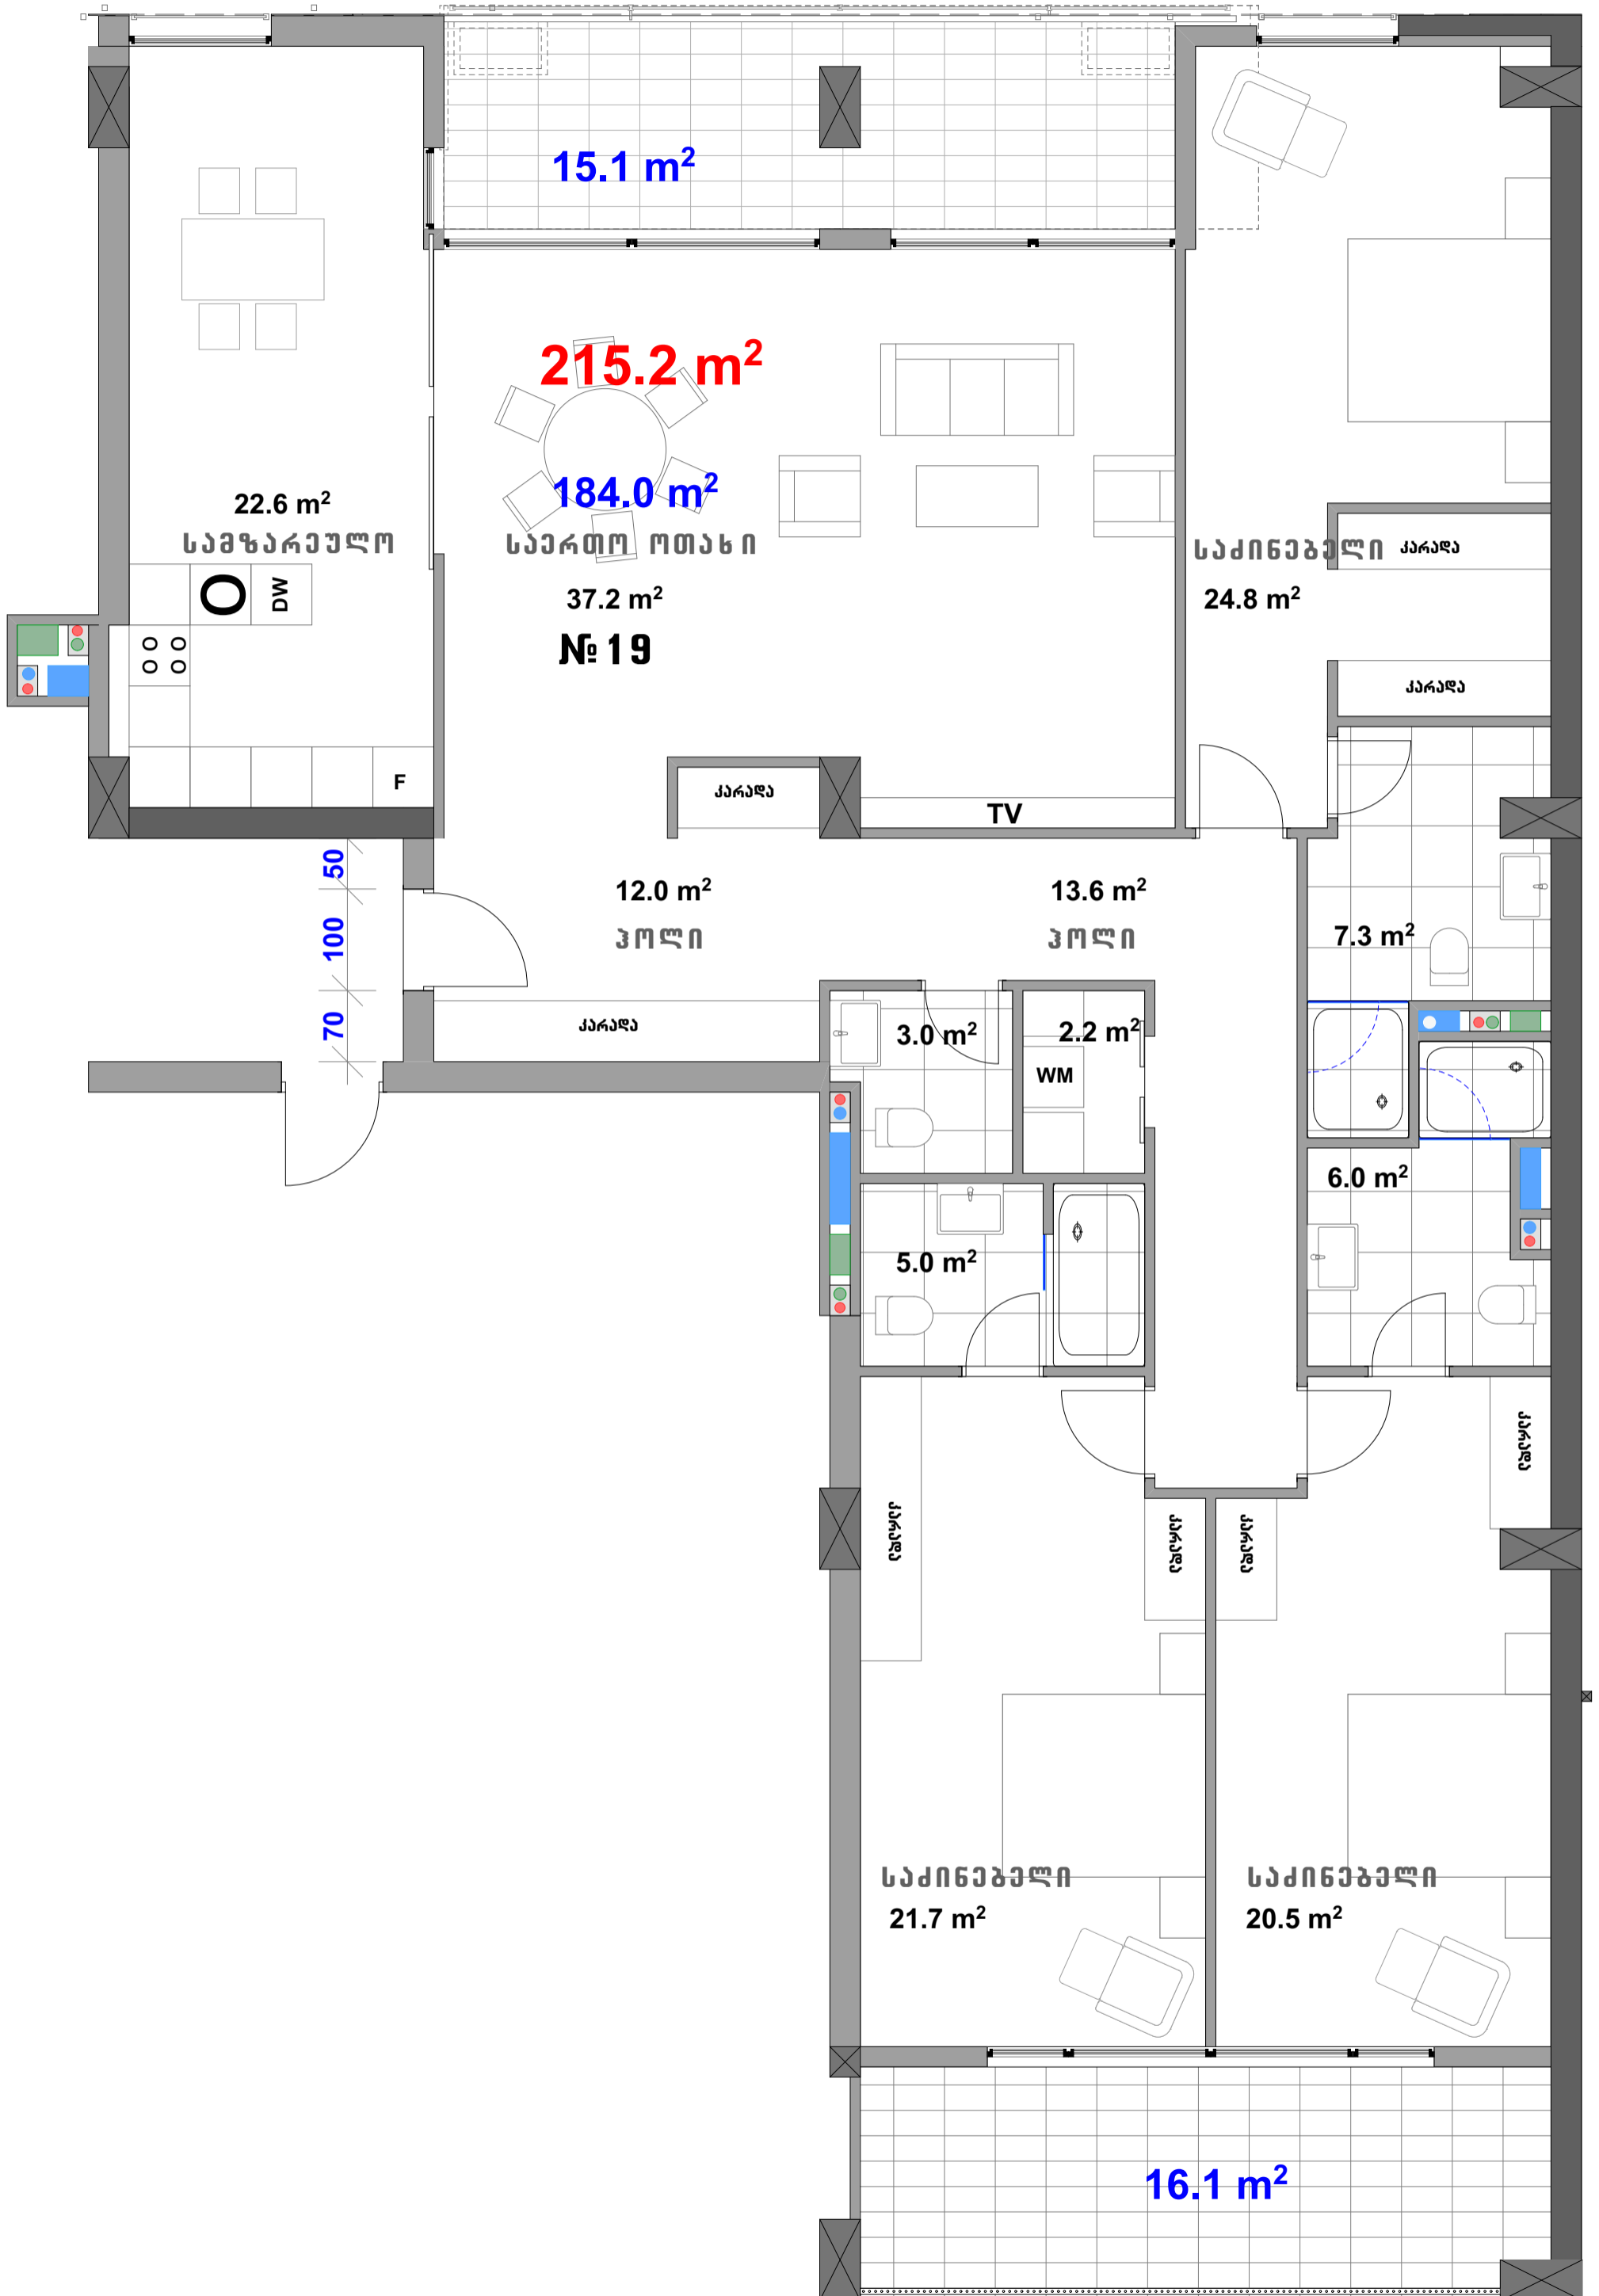 15.1 m²
215.2 m²
184.0 m²
22.6 m²
სამზარეულო
საერთო ოთახი
37.2 m²
№ 19
საძინებელი
24.8 m²
კარადა
კარადა
O
DW
O O
O O
F
კარადა
TV
50
100
70
12.0 m²
ჰოლი
13.6 m²
ჰოლი
7.3 m²
კარადა
3.0 m²
2.2 m²
WM
6.0 m²
5.0 m²
კარადა
კარადა
კარადა
კარადა
საძინებელი
21.7 m²
საძინებელი
20.5 m²
16.1 m²